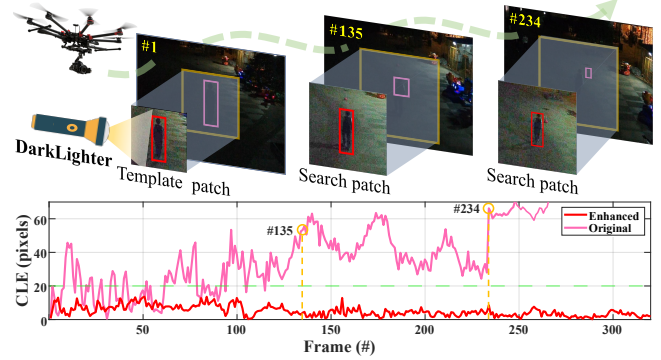 #1
#135
#234
DarkLighter
Template patch
Search patch
Search patch
CLE (pixels)
60
40
20
0
#135
#234
Enhanced
Original
50
100
150
200
250
300
Frame (#)